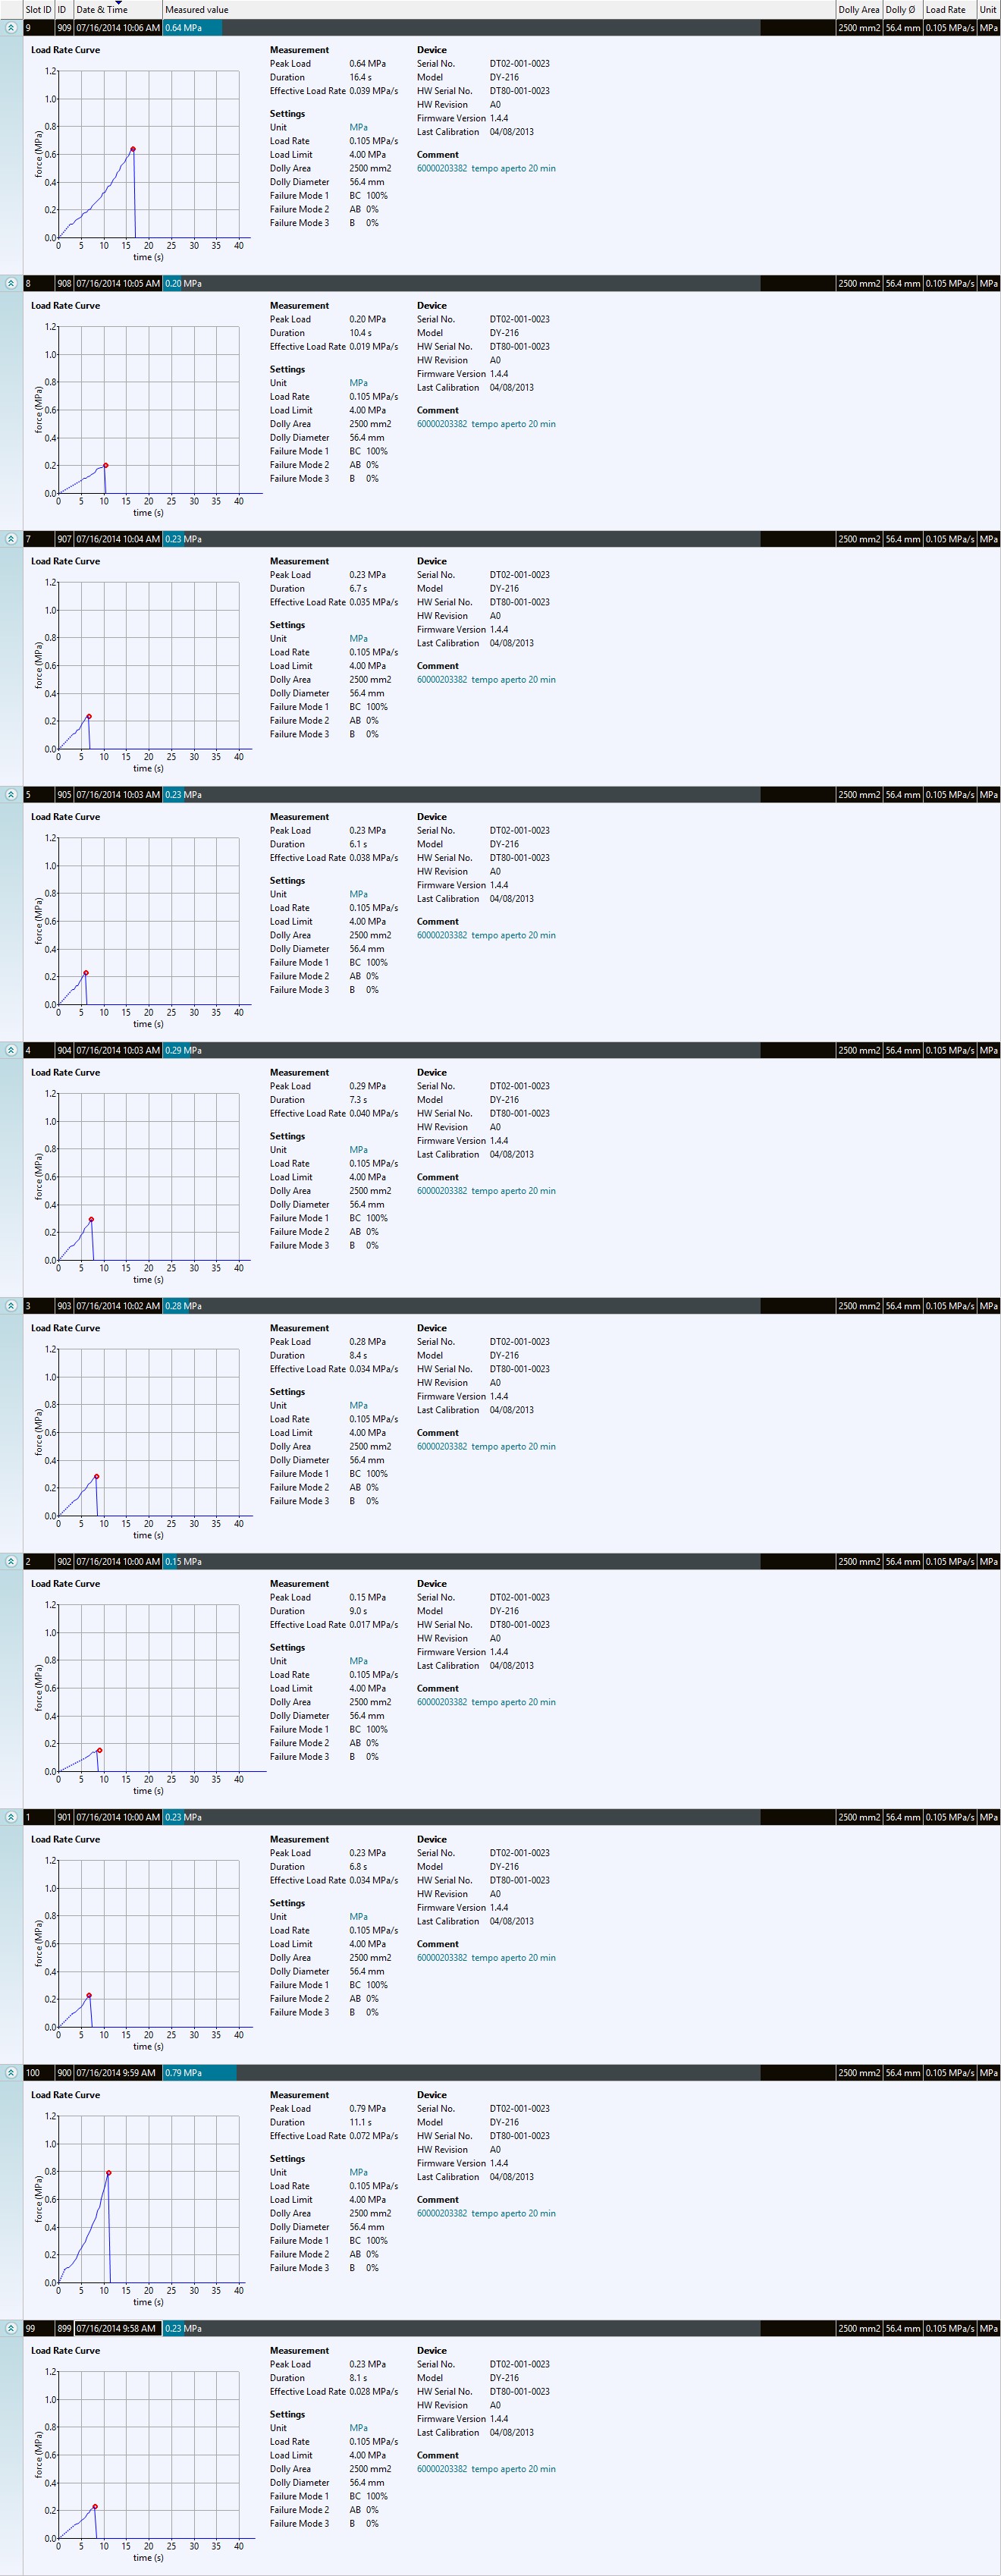 Slot ID ID Date & Time Measured value Dolly Area Dolly Ø Load Rate Unit
9 909 07/16/2014 10:06 AM 0.64 MPa 2500 mm2 56.4 mm 0.105 MPa/s MPa
Load Rate Curve Measurement Device
Peak Load 0.64 MPa Serial No. DT02-001-0023
1.2 Duration 16.4 s Model DY-216
Effective Load Rate 0.039 MPa/s HW Serial No. DT80-001-0023
1.0 HW Revision A0
Settings Firmware Version 1.4.4
0.8 Unit MPa Last Calibration 04/08/2013
Load Rate 0.105 MPa/s
0.6 Load Limit 4.00 MPa Comment
force (MPa) Dolly Area 2500 mm2 60000203382 tempo aperto 20 min
0.4 Dolly Diameter 56.4 mm
Failure Mode 1 BC 100%
0.2 Failure Mode 2 AB 0%
Failure Mode 3 B 0%
0.0
0 5 10 15 20 25 30 35 40
time (s)
8 908 07/16/2014 10:05 AM 0.20 MPa 2500 mm2 56.4 mm 0.105 MPa/s MPa
Load Rate Curve Measurement Device
Peak Load 0.20 MPa Serial No. DT02-001-0023
1.2 Duration 10.4 s Model DY-216
Effective Load Rate 0.019 MPa/s HW Serial No. DT80-001-0023
1.0 HW Revision A0
Settings Firmware Version 1.4.4
0.8 Unit MPa Last Calibration 04/08/2013
Load Rate 0.105 MPa/s
0.6 Load Limit 4.00 MPa Comment
force (MPa) Dolly Area 2500 mm2 60000203382 tempo aperto 20 min
0.4 Dolly Diameter 56.4 mm
Failure Mode 1 BC 100%
0.2 Failure Mode 2 AB 0%
Failure Mode 3 B 0%
0.0
0 5 10 15 20 25 30 35 40
time (s)
7 907 07/16/2014 10:04 AM 0.23 MPa 2500 mm2 56.4 mm 0.105 MPa/s MPa
Load Rate Curve Measurement Device
Peak Load 0.23 MPa Serial No. DT02-001-0023
1.2 Duration 6.7 s Model DY-216
Effective Load Rate 0.035 MPa/s HW Serial No. DT80-001-0023
1.0 HW Revision A0
Settings Firmware Version 1.4.4
0.8 Unit MPa Last Calibration 04/08/2013
Load Rate 0.105 MPa/s
0.6 Load Limit 4.00 MPa Comment
force (MPa) Dolly Area 2500 mm2 60000203382 tempo aperto 20 min
0.4 Dolly Diameter 56.4 mm
Failure Mode 1 BC 100%
0.2 Failure Mode 2 AB 0%
Failure Mode 3 B 0%
0.0
0 5 10 15 20 25 30 35 40
time (s)
5 905 07/16/2014 10:03 AM 0.23 MPa 2500 mm2 56.4 mm 0.105 MPa/s MPa
Load Rate Curve Measurement Device
Peak Load 0.23 MPa Serial No. DT02-001-0023
1.2 Duration 6.1 s Model DY-216
Effective Load Rate 0.038 MPa/s HW Serial No. DT80-001-0023
1.0 HW Revision A0
Settings Firmware Version 1.4.4
0.8 Unit MPa Last Calibration 04/08/2013
Load Rate 0.105 MPa/s
0.6 Load Limit 4.00 MPa Comment
force (MPa) Dolly Area 2500 mm2 60000203382 tempo aperto 20 min
0.4 Dolly Diameter 56.4 mm
Failure Mode 1 BC 100%
0.2 Failure Mode 2 AB 0%
Failure Mode 3 B 0%
0.0
0 5 10 15 20 25 30 35 40
time (s)
4 904 07/16/2014 10:03 AM 0.29 MPa 2500 mm2 56.4 mm 0.105 MPa/s MPa
Load Rate Curve Measurement Device
Peak Load 0.29 MPa Serial No. DT02-001-0023
1.2 Duration 7.3 s Model DY-216
Effective Load Rate 0.040 MPa/s HW Serial No. DT80-001-0023
1.0 HW Revision A0
Settings Firmware Version 1.4.4
0.8 Unit MPa Last Calibration 04/08/2013
Load Rate 0.105 MPa/s
0.6 Load Limit 4.00 MPa Comment
force (MPa) Dolly Area 2500 mm2 60000203382 tempo aperto 20 min
0.4 Dolly Diameter 56.4 mm
Failure Mode 1 BC 100%
0.2 Failure Mode 2 AB 0%
Failure Mode 3 B 0%
0.0
0 5 10 15 20 25 30 35 40
time (s)
3 903 07/16/2014 10:02 AM 0.28 MPa 2500 mm2 56.4 mm 0.105 MPa/s MPa
Load Rate Curve Measurement Device
Peak Load 0.28 MPa Serial No. DT02-001-0023
1.2 Duration 8.4 s Model DY-216
Effective Load Rate 0.034 MPa/s HW Serial No. DT80-001-0023
1.0 HW Revision A0
Settings Firmware Version 1.4.4
0.8 Unit MPa Last Calibration 04/08/2013
Load Rate 0.105 MPa/s
0.6 Load Limit 4.00 MPa Comment
force (MPa) Dolly Area 2500 mm2 60000203382 tempo aperto 20 min
0.4 Dolly Diameter 56.4 mm
Failure Mode 1 BC 100%
0.2 Failure Mode 2 AB 0%
Failure Mode 3 B 0%
0.0
0 5 10 15 20 25 30 35 40
time (s)
2 902 07/16/2014 10:00 AM 0.15 MPa 2500 mm2 56.4 mm 0.105 MPa/s MPa
Load Rate Curve Measurement Device
Peak Load 0.15 MPa Serial No. DT02-001-0023
1.2 Duration 9.0 s Model DY-216
Effective Load Rate 0.017 MPa/s HW Serial No. DT80-001-0023
1.0 HW Revision A0
Settings Firmware Version 1.4.4
0.8 Unit MPa Last Calibration 04/08/2013
Load Rate 0.105 MPa/s
0.6 Load Limit 4.00 MPa Comment
force (MPa) Dolly Area 2500 mm2 60000203382 tempo aperto 20 min
0.4 Dolly Diameter 56.4 mm
Failure Mode 1 BC 100%
0.2 Failure Mode 2 AB 0%
Failure Mode 3 B 0%
0.0
0 5 10 15 20 25 30 35 40
time (s)
1 901 07/16/2014 10:00 AM 0.23 MPa 2500 mm2 56.4 mm 0.105 MPa/s MPa
Load Rate Curve Measurement Device
Peak Load 0.23 MPa Serial No. DT02-001-0023
1.2 Duration 6.8 s Model DY-216
Effective Load Rate 0.034 MPa/s HW Serial No. DT80-001-0023
1.0 HW Revision A0
Settings Firmware Version 1.4.4
0.8 Unit MPa Last Calibration 04/08/2013
Load Rate 0.105 MPa/s
0.6 Load Limit 4.00 MPa Comment
force (MPa) Dolly Area 2500 mm2 60000203382 tempo aperto 20 min
0.4 Dolly Diameter 56.4 mm
Failure Mode 1 BC 100%
0.2 Failure Mode 2 AB 0%
Failure Mode 3 B 0%
0.0
0 5 10 15 20 25 30 35 40
time (s)
100 900 07/16/2014 9:59 AM 0.79 MPa 2500 mm2 56.4 mm 0.105 MPa/s MPa
Load Rate Curve Measurement Device
Peak Load 0.79 MPa Serial No. DT02-001-0023
1.2 Duration 11.1 s Model DY-216
Effective Load Rate 0.072 MPa/s HW Serial No. DT80-001-0023
1.0 HW Revision A0
Settings Firmware Version 1.4.4
0.8 Unit MPa Last Calibration 04/08/2013
Load Rate 0.105 MPa/s
0.6 Load Limit 4.00 MPa Comment
force (MPa) Dolly Area 2500 mm2 60000203382 tempo aperto 20 min
0.4 Dolly Diameter 56.4 mm
Failure Mode 1 BC 100%
0.2 Failure Mode 2 AB 0%
Failure Mode 3 B 0%
0.0
0 5 10 15 20 25 30 35 40
time (s)
99 899 07/16/2014 9:58 AM 0.23 MPa 2500 mm2 56.4 mm 0.105 MPa/s MPa
Load Rate Curve Measurement Device
Peak Load 0.23 MPa Serial No. DT02-001-0023
1.2 Duration 8.1 s Model DY-216
Effective Load Rate 0.028 MPa/s HW Serial No. DT80-001-0023
1.0 HW Revision A0
Settings Firmware Version 1.4.4
0.8 Unit MPa Last Calibration 04/08/2013
Load Rate 0.105 MPa/s
0.6 Load Limit 4.00 MPa Comment
force (MPa) Dolly Area 2500 mm2 60000203382 tempo aperto 20 min
0.4 Dolly Diameter 56.4 mm
Failure Mode 1 BC 100%
0.2 Failure Mode 2 AB 0%
Failure Mode 3 B 0%
0.0
0 5 10 15 20 25 30 35 40